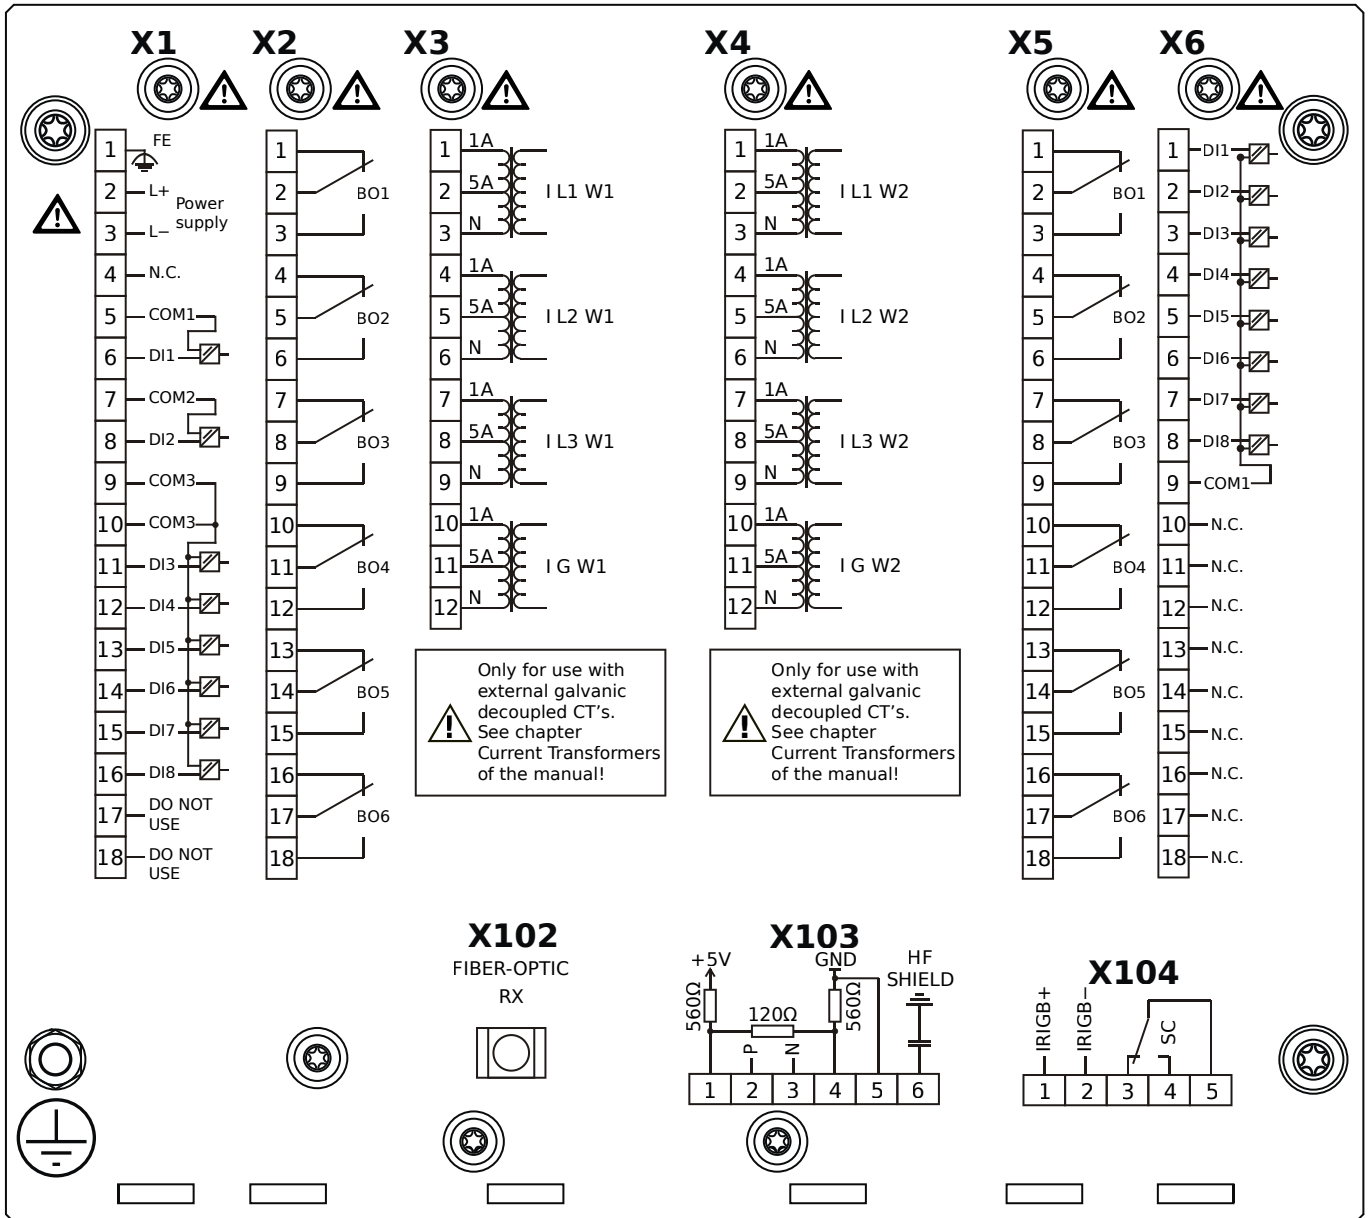 X1
X2
X3
X4
X5
X6
1 FE
2 L+
Power
supply
3 L−
4 N.C.
5 COM1
6 DI1
7 COM2
8 DI2
9 COM3
10 COM3
11 DI3
12 DI4
13 DI5
14 DI6
15 DI7
16 DI8
17 DO NOT
USE
18 DO NOT
USE
1
2 BO1
3
4
5 BO2
6
7
8 BO3
9
10
11 BO4
12
13
14 BO5
15
16
17 BO6
18
1 1A
2 5A I L1 W1
3 N
4 1A
5 5A I L2 W1
6 N
7 1A
8 5A I L3 W1
9 N
10 1A
11 5A I G W1
12 N
Only for use with
external galvanic
decoupled CT's.
See chapter
Current Transformers
of the manual!
1 1A
2 5A I L1 W2
3 N
4 1A
5 5A I L2 W2
6 N
7 1A
8 5A I L3 W2
9 N
10 1A
11 5A I G W2
12 N
Only for use with
external galvanic
decoupled CT's.
See chapter
Current Transformers
of the manual!
1
2 BO1
3
4
5 BO2
6
7
8 BO3
9
10
11 BO4
12
13
14 BO5
15
16
17 BO6
18
1 DI1
2 DI2
3 DI3
4 DI4
5 DI5
6 DI6
7 DI7
8 DI8
9 COM1
10 N.C.
11 N.C.
12 N.C.
13 N.C.
14 N.C.
15 N.C.
16 N.C.
17 N.C.
18 N.C.
X102
FIBER-OPTIC
RX
X103
+5V GND HF
SHIELD
560Ω 120Ω 560Ω
P N
1 2 3 4 5 6
X104
IRIGB+ IRIGB− SC
1 2 3 4 5